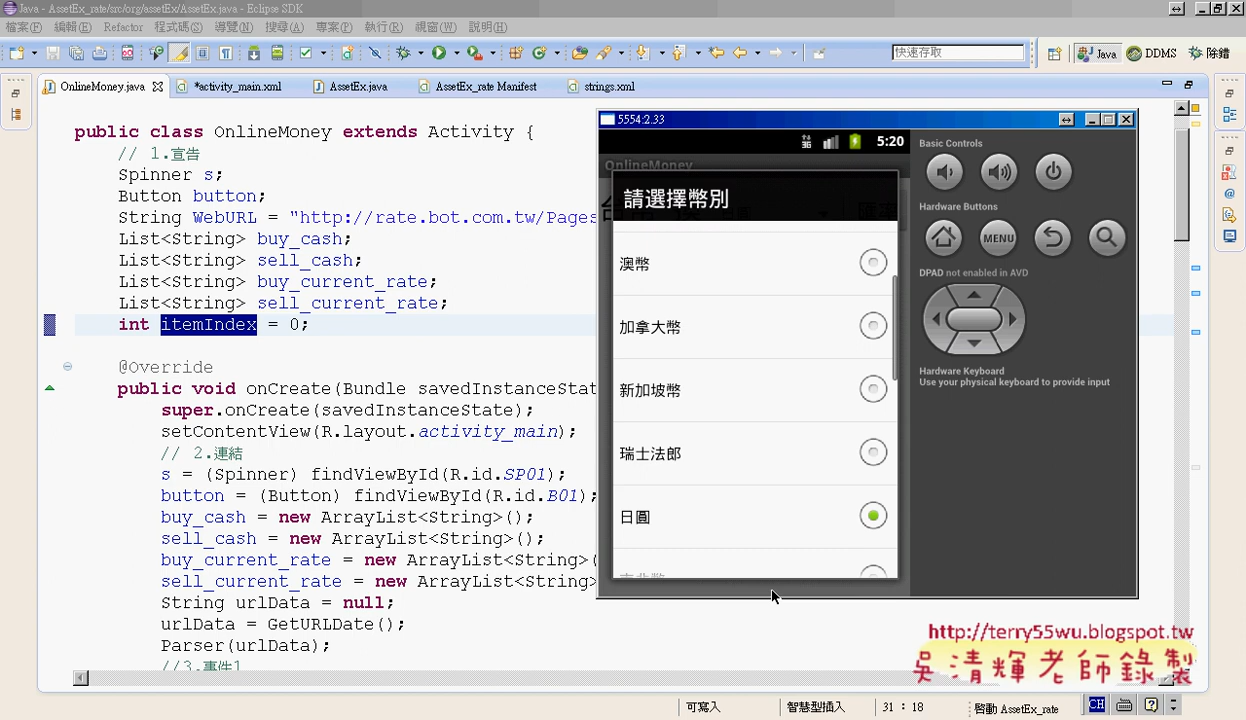 Java - AssetEx_rate/src/org/assetEx/AssetEx.java - Eclipse SDK
檔案(F) 編輯(E) Refactor 程式碼(S) 導覽(N) 搜尋(A) 專案(P) 執行(R) 視窗(W) 說明(H)
快速存取
Java DDMS 除錯
OnlineMoney.java *activity_main.xml AssetEx.java AssetEx_rate Manifest strings.xml
public class OnlineMoney extends Activity {
// 1.宣告
Spinner s;
Button button;
String WebURL = "http://rate.bot.com.tw/Pages
List<String> buy_cash;
List<String> sell_cash;
List<String> buy_current_rate;
List<String> sell_current_rate;
int itemIndex = 0;
@Override
public void onCreate(Bundle savedInstanceState
super.onCreate(savedInstanceState);
setContentView(R.layout.activity_main);
// 2.連結
s = (Spinner) findViewById(R.id.SP01);
button = (Button) findViewById(R.id.B01);
buy_cash = new ArrayList<String>();
sell_cash = new ArrayList<String>();
buy_current_rate = new ArrayList<String>(
sell_current_rate = new ArrayList<String>
String urlData = null;
urlData = GetURLDate();
Parser(urlData);
//3.事件1
5554:2.33
3G
5:20
OnlineMoney
請選擇幣別
澳幣
加拿大幣
新加坡幣
瑞士法郎
日圓
Basic Controls
Hardware Buttons
MENU
DPAD not enabled in AVD
Hardware Keyboard
Use your physical keyboard to provide input
http://terry55wu.blogspot.tw
吳清輝老師錄製
可寫入 智慧型插入 31 : 18 啓動 AssetEx_rate
CH